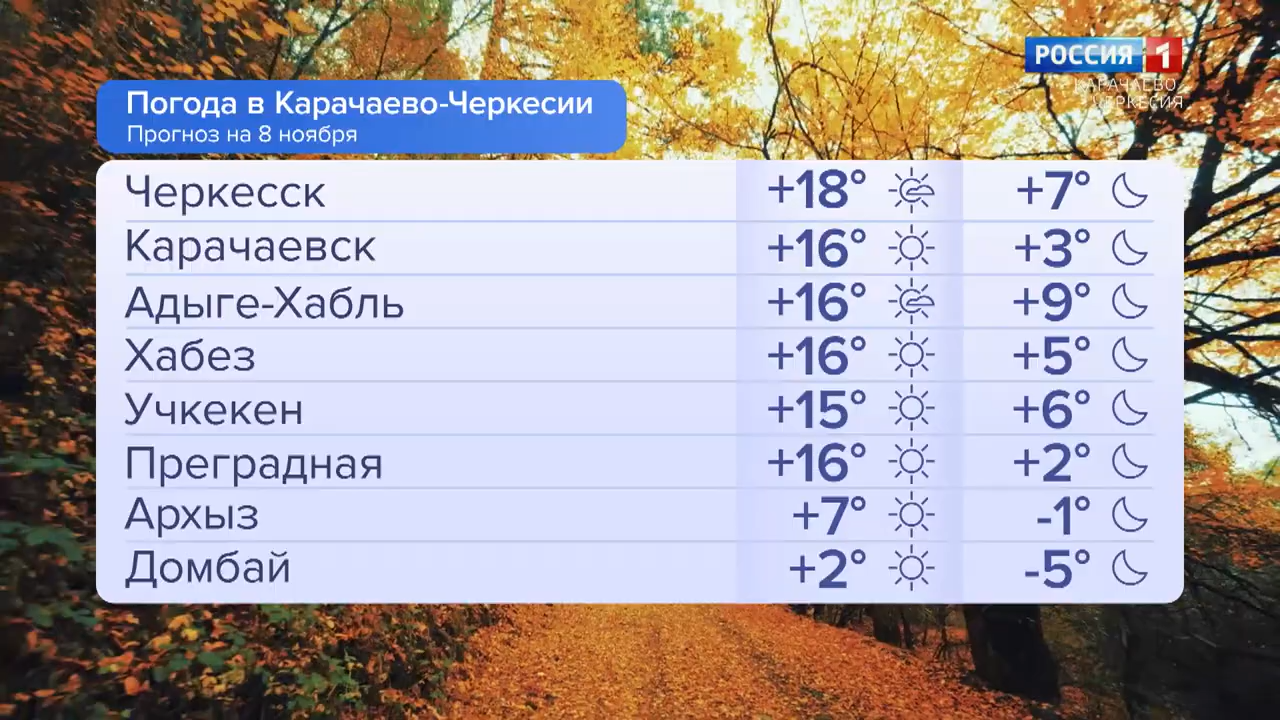 РОССИЯ 1
КАРАЧАЕВО
ЧЕРКЕСИЯ
Погода в Карачаево-Черкесии
Прогноз на 8 ноября
Черкесск +18° +7°
Карачаевск +16° +3°
Адыге-Хабль +16° +9°
Хабез +16° +5°
Учкекен +15° +6°
Преградная +16° +2°
Архыз +7° -1°
Домбай +2° -5°